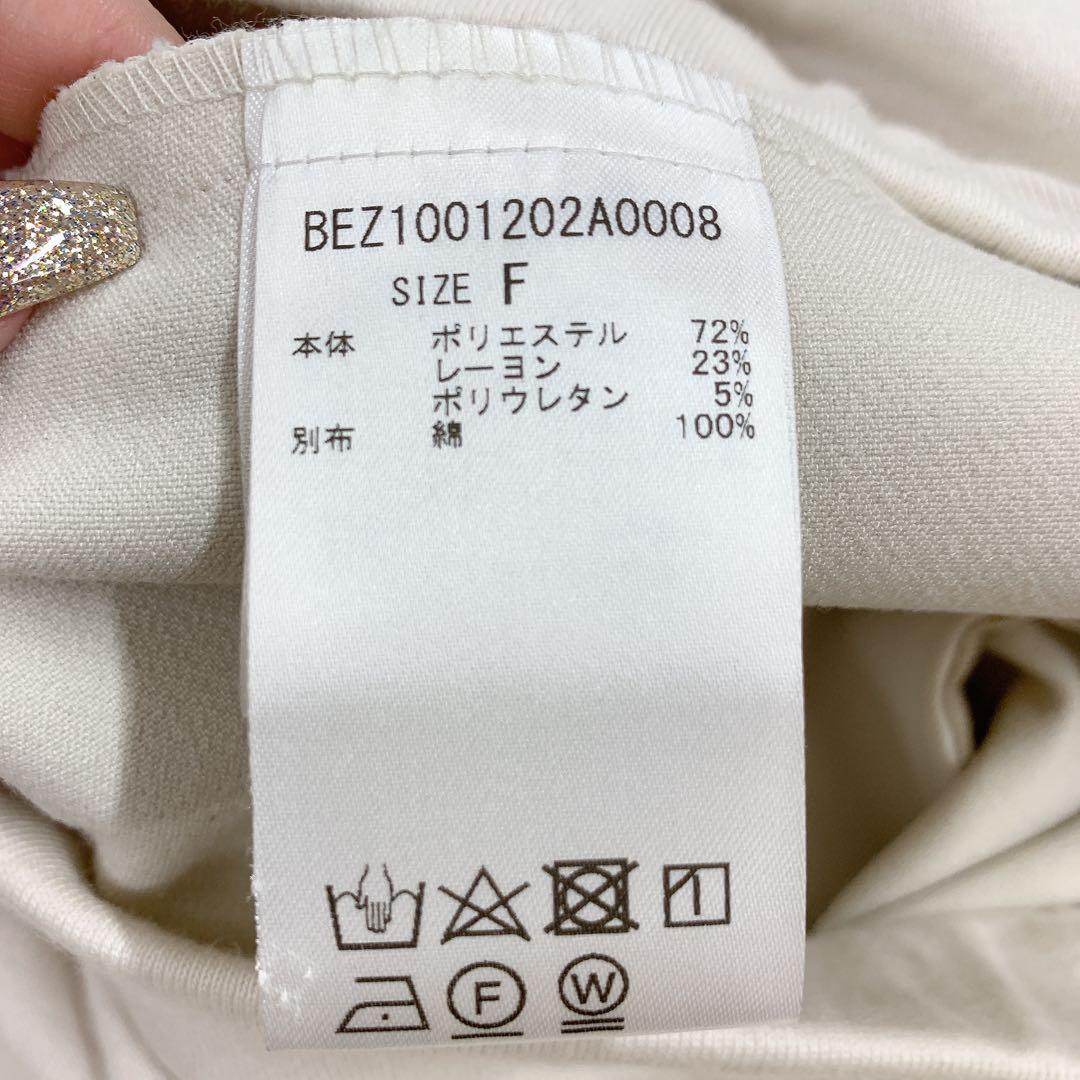 BEZ1001202A0008
SIZE F
本体 ポリエステル 72%
レーヨン 23%
ポリウレタン 5%
別布 綿 100%
F W